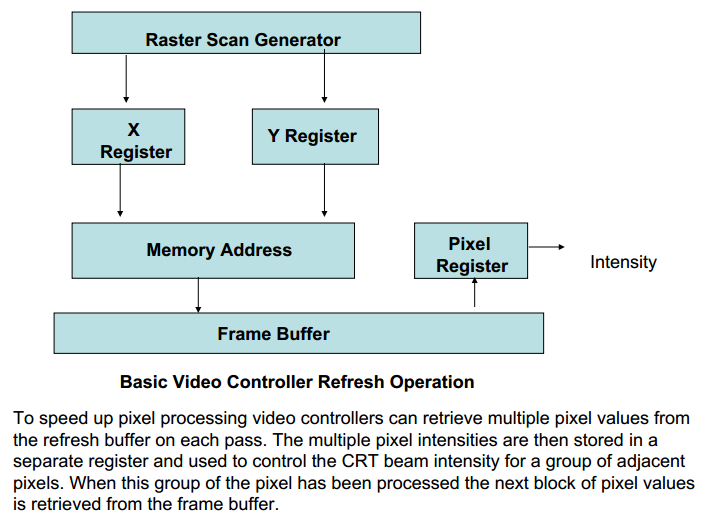 Raster Scan Generator
X
Register
Y Register
Memory Address
Pixel
Register
Intensity
Frame Buffer
Basic Video Controller Refresh Operation
To speed up pixel processing video controllers can retrieve multiple pixel values from
the refresh buffer on each pass. The multiple pixel intensities are then stored in a
separate register and used to control the CRT beam intensity for a group of adjacent
pixels. When this group of the pixel has been processed the next block of pixel values
is retrieved from the frame buffer.